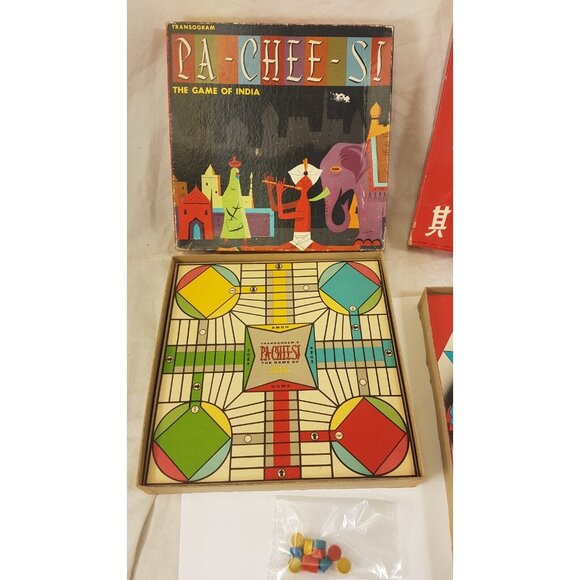 TRANSOGRAM
PA-CHEE-SI
THE GAME OF INDIA
HOME
HOME
HOME
TRANSOGRAM'S
PA-CHEE-SI
THE GAME OF
India
HOME